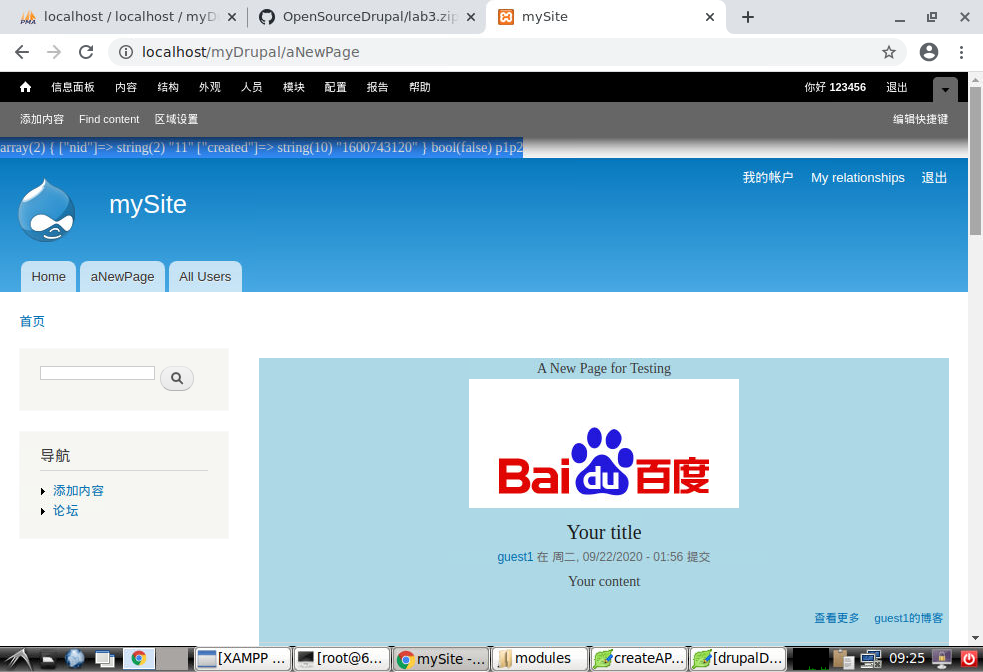 localhost / localhost / myD
OpenSourceDrupal/lab3.zip
mySite
localhost/myDrupal/aNewPage
信息面板 内容 结构 外观 人员 模块 配置 报告 帮助 你好 123456 退出
添加内容 Find content 区域设置 编辑快捷键
array(2) { ["nid"]=> string(2) "11" ["created"]=> string(10) "1600743120" } bool(false) p1p2
我的帐户 My relationships 退出
mySite
Home aNewPage All Users
首页
A New Page for Testing
Bai du 百度
导航
添加内容
论坛
Your title
guest1 在 周二, 09/22/2020 - 01:56 提交
Your content
查看更多 guest1的博客
[XAMPP ... [root@6... mySite -... modules createAP... [drupalD... 09:25